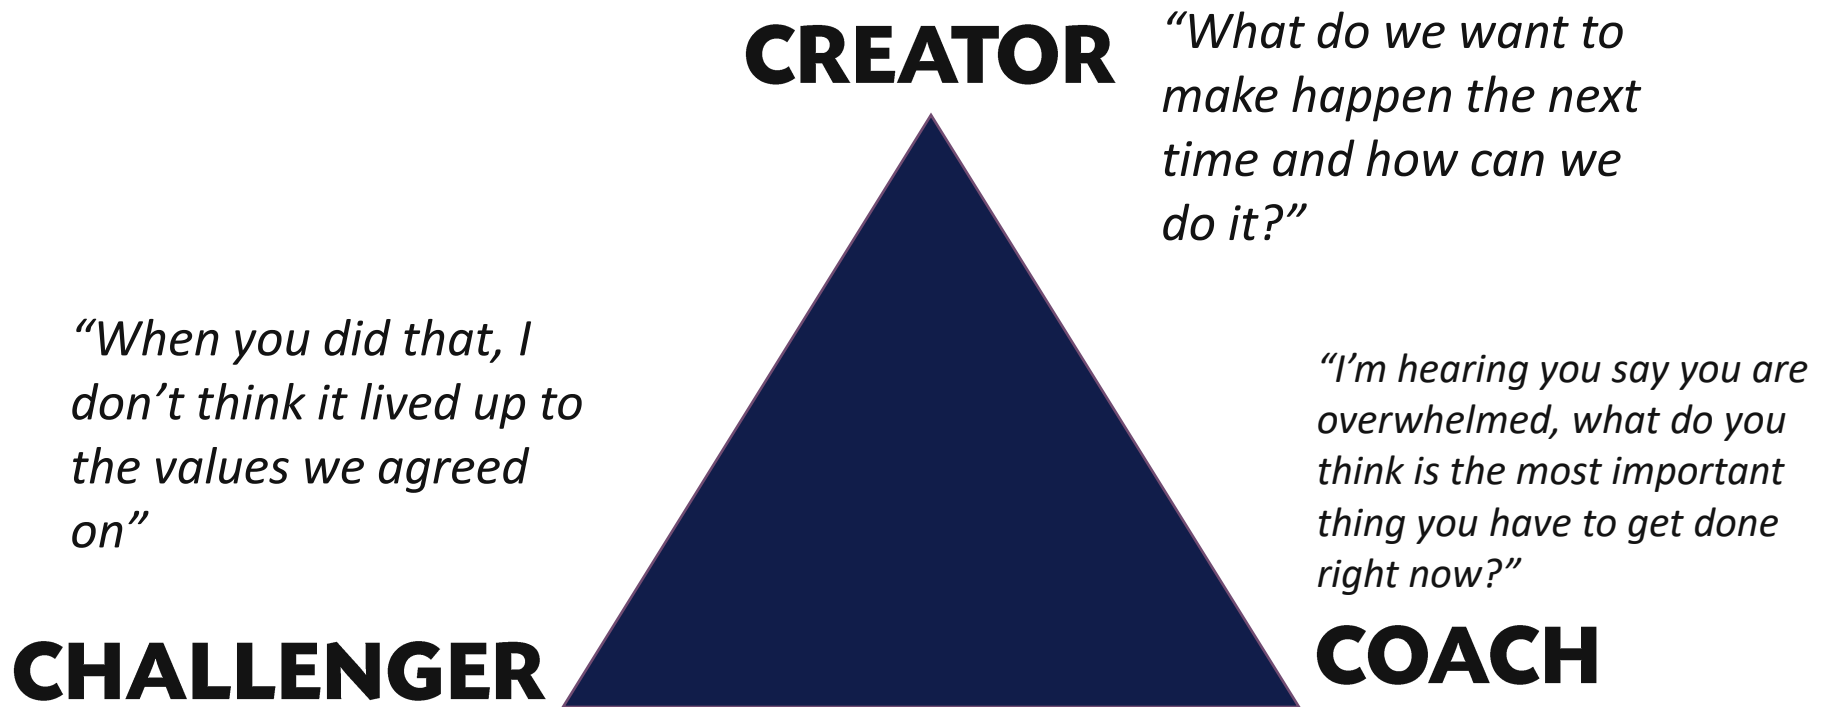 CREATOR
“What do we want to
make happen the next
time and how can we
do it?”
“When you did that, I
don’t think it lived up to
the values we agreed
on”
CHALLENGER
“I’m hearing you say you are
overwhelmed, what do you
think is the most important
thing you have to get done
right now?”
COACH